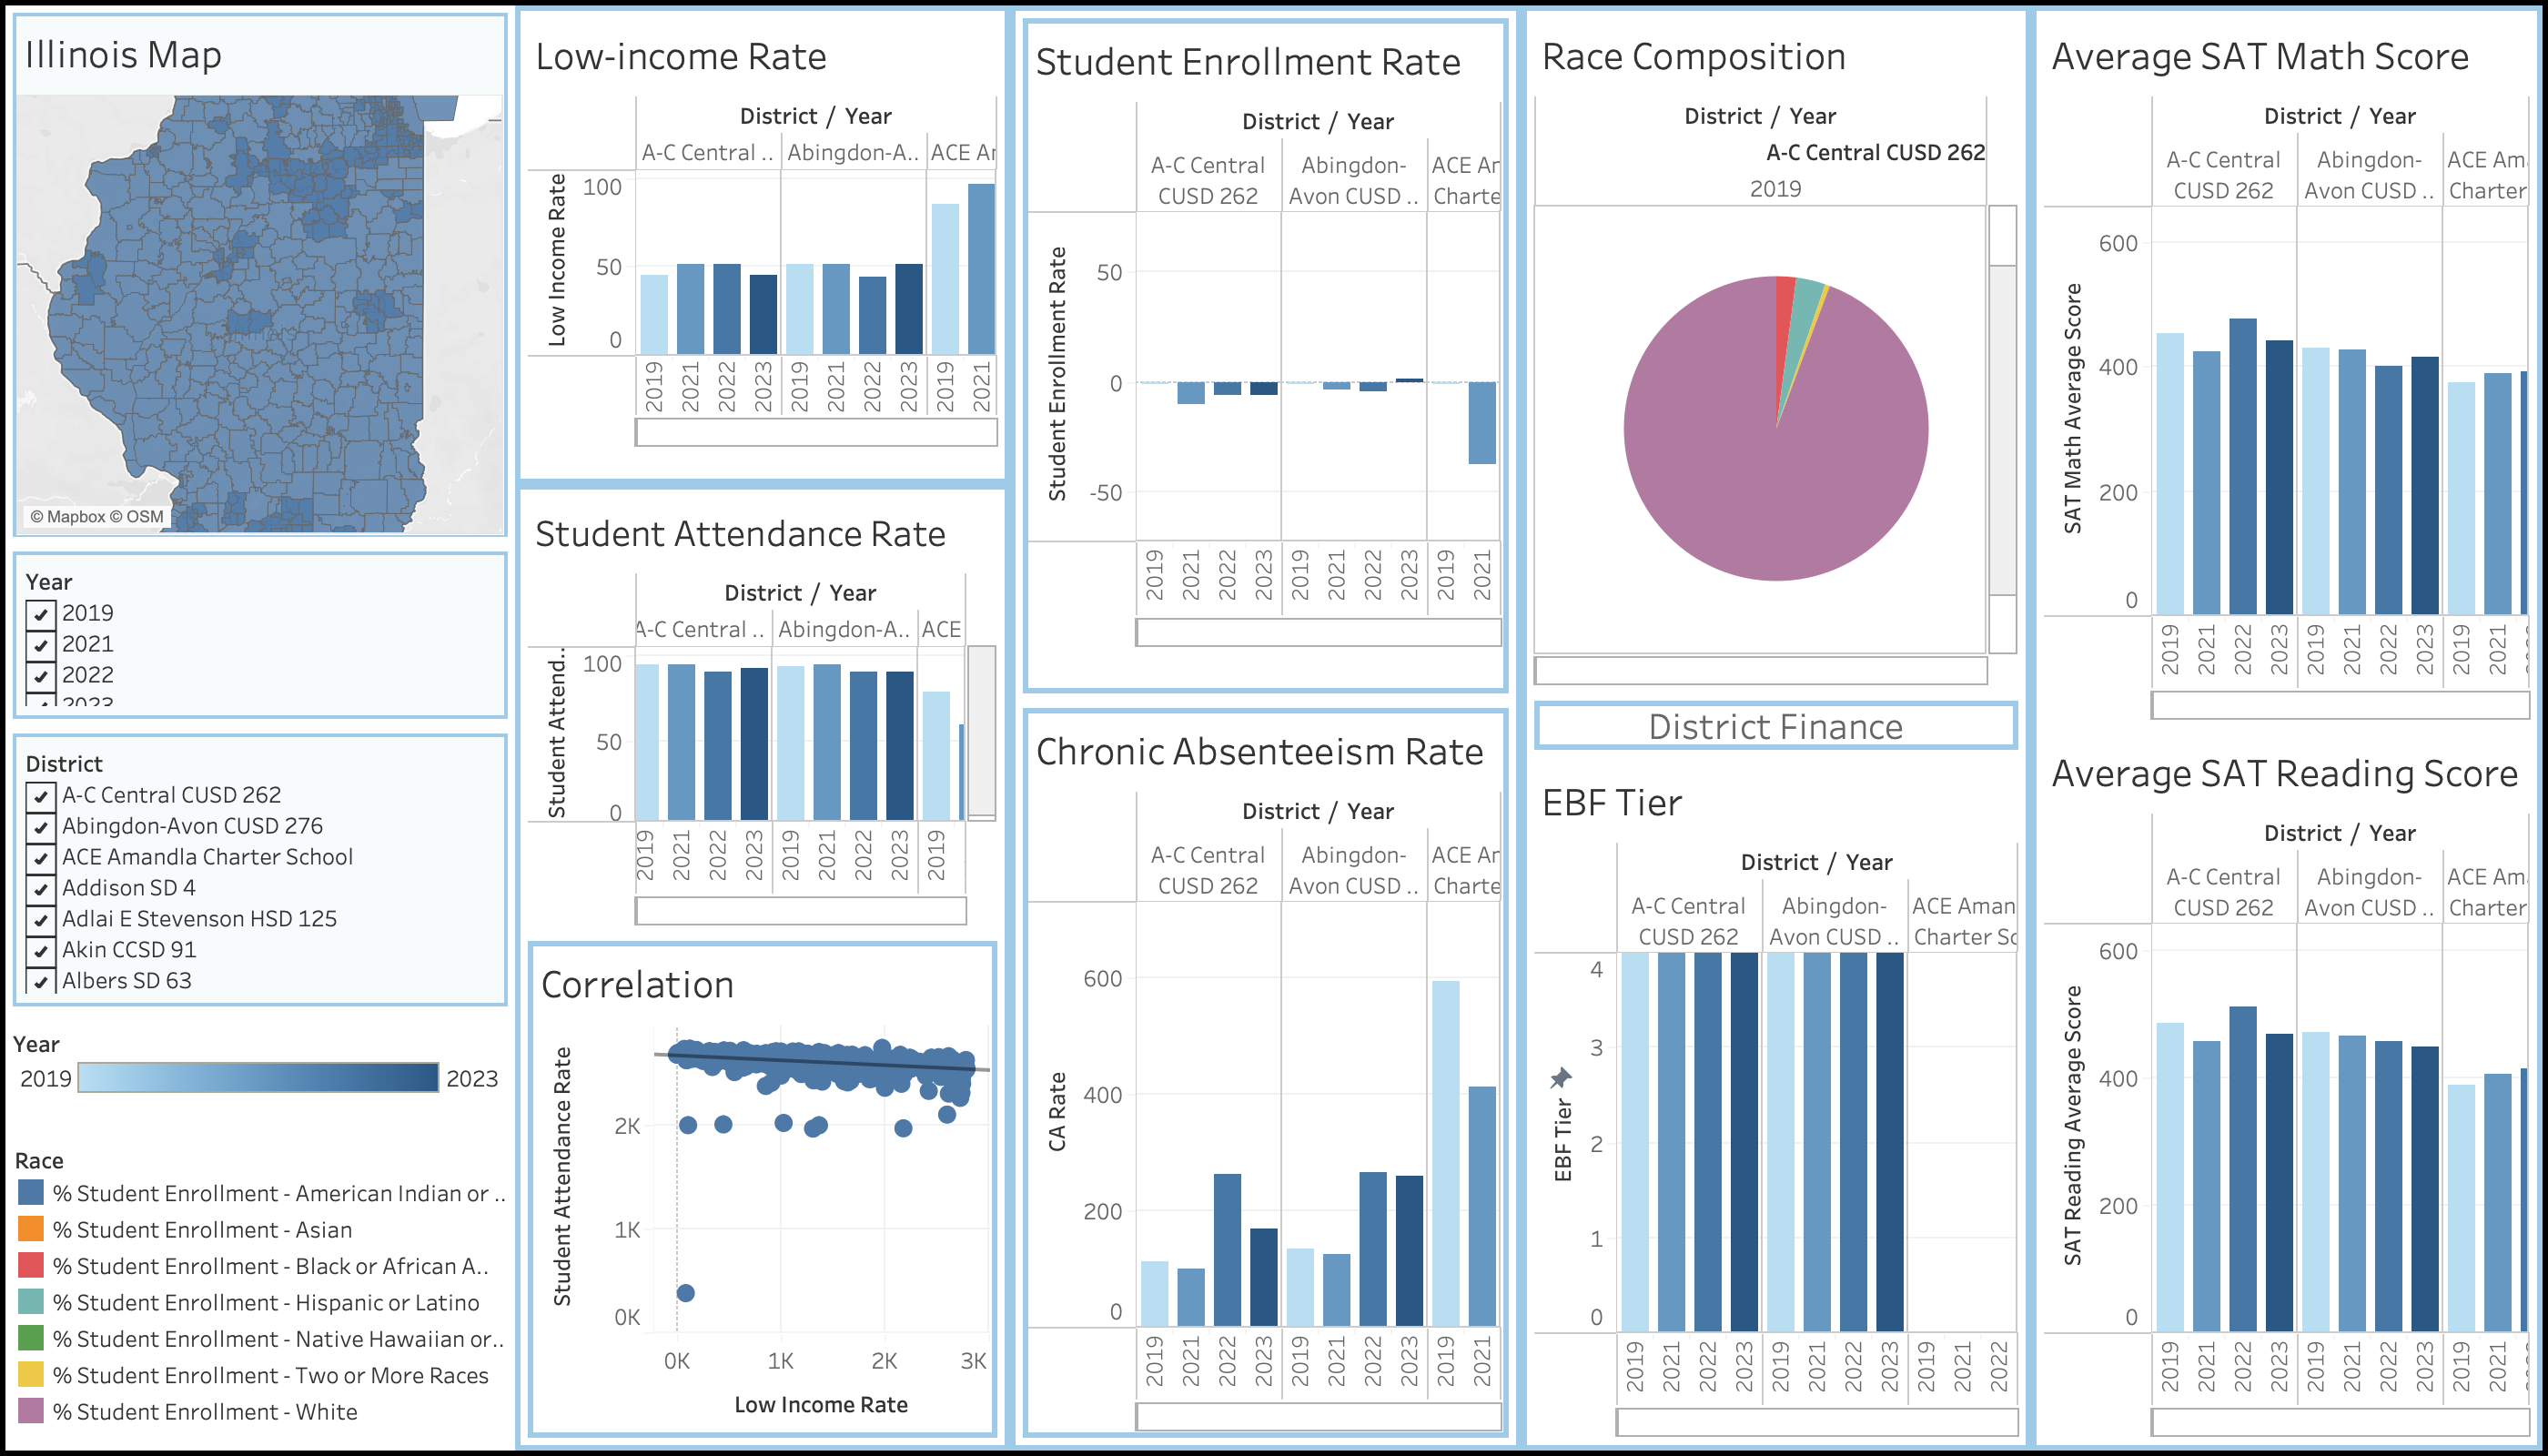 Illinois Map
© Mapbox © OSM
Year
2019
2021
2022
2023
District
A-C Central CUSD 262
Abingdon-Avon CUSD 276
ACE Amandla Charter School
Addison SD 4
Adlai E Stevenson HSD 125
Akin CCSD 91
Albers SD 63
Year
2019 2023
Race
% Student Enrollment - American Indian or ..
% Student Enrollment - Asian
% Student Enrollment - Black or African A..
% Student Enrollment - Hispanic or Latino
% Student Enrollment - Native Hawaiian or..
% Student Enrollment - Two or More Races
% Student Enrollment - White
Low-income Rate
District / Year
A-C Central .. Abingdon-A.. ACE Ar
Low Income Rate
100
50
0
2019 2021 2022 2023 2019 2021 2022 2023 2019 2021
Student Attendance Rate
District / Year
A-C Central .. Abingdon-A.. ACE
Student Attend..
100
50
0
2019 2021 2022 2023 2019 2021 2022 2023 2019
Correlation
Student Attendance Rate
2K
1K
0K
0K 1K 2K 3K
Low Income Rate
Student Enrollment Rate
District / Year
A-C Central Abingdon- ACE Ar
CUSD 262 Avon CUSD .. Charte
Student Enrollment Rate
50
0
-50
2019 2021 2022 2023 2019 2021 2022 2023 2019 2021
Chronic Absenteeism Rate
District / Year
A-C Central Abingdon- ACE Ar
CUSD 262 Avon CUSD .. Charte
CA Rate
600
400
200
0
2019 2021 2022 2023 2019 2021 2022 2023 2019 2021
Race Composition
District / Year
A-C Central CUSD 262
2019
District Finance
EBF Tier
District / Year
A-C Central Abingdon- ACE Aman
CUSD 262 Avon CUSD .. Charter Sc
EBF Tier
4
3
2
1
0
2019 2021 2022 2023 2019 2021 2022 2023 2019 2021 2022
Average SAT Math Score
District / Year
A-C Central Abingdon- ACE Am
CUSD 262 Avon CUSD .. Charter
SAT Math Average Score
600
400
200
0
2019 2021 2022 2023 2019 2021 2022 2023 2019 2021
Average SAT Reading Score
District / Year
A-C Central Abingdon- ACE Am
CUSD 262 Avon CUSD .. Charter
SAT Reading Average Score
600
400
200
0
2019 2021 2022 2023 2019 2021 2022 2023 2019 2021